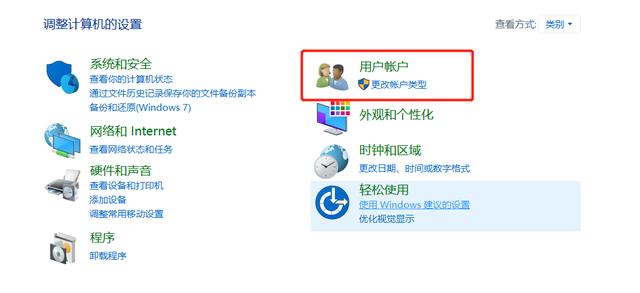 调整计算机的设置
查看方式: 类别
系统和安全
查看你的计算机状态
通过文件历史记录保存你的文件备份副本
备份和还原(Windows 7)
网络和 Internet
查看网络状态和任务
硬件和声音
查看设备和打印机
添加设备
调整常用移动设置
程序
卸载程序
用户帐户
更改帐户类型
外观和个性化
时钟和区域
更改日期、时间或数字格式
轻松使用
使用 Windows 建议的设置
优化视觉显示